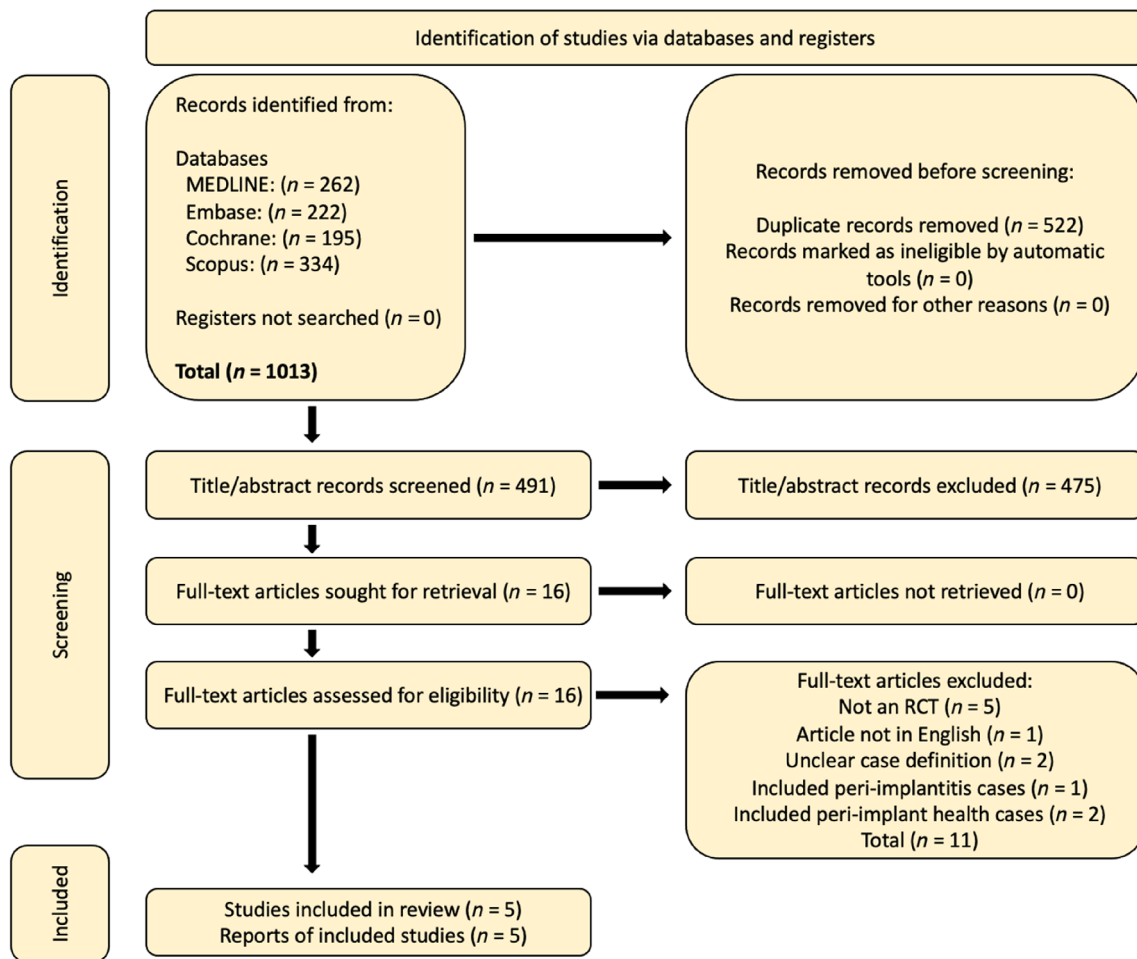 Identification of studies via databases and registers
Identification
Records identified from:
Databases
MEDLINE: (n = 262)
Embase: (n = 222)
Cochrane: (n = 195)
Scopus: (n = 334)
Registers not searched (n = 0)
Total (n = 1013)
Records removed before screening:
Duplicate records removed (n = 522)
Records marked as ineligible by automatic
tools (n = 0)
Records removed for other reasons (n = 0)
Screening
Title/abstract records screened (n = 491)
Title/abstract records excluded (n = 475)
Full-text articles sought for retrieval (n = 16)
Full-text articles not retrieved (n = 0)
Full-text articles assessed for eligibility (n = 16)
Full-text articles excluded:
Not an RCT (n = 5)
Article not in English (n = 1)
Unclear case definition (n = 2)
Included peri-implantitis cases (n = 1)
Included peri-implant health cases (n = 2)
Total (n = 11)
Included
Studies included in review (n = 5)
Reports of included studies (n = 5)